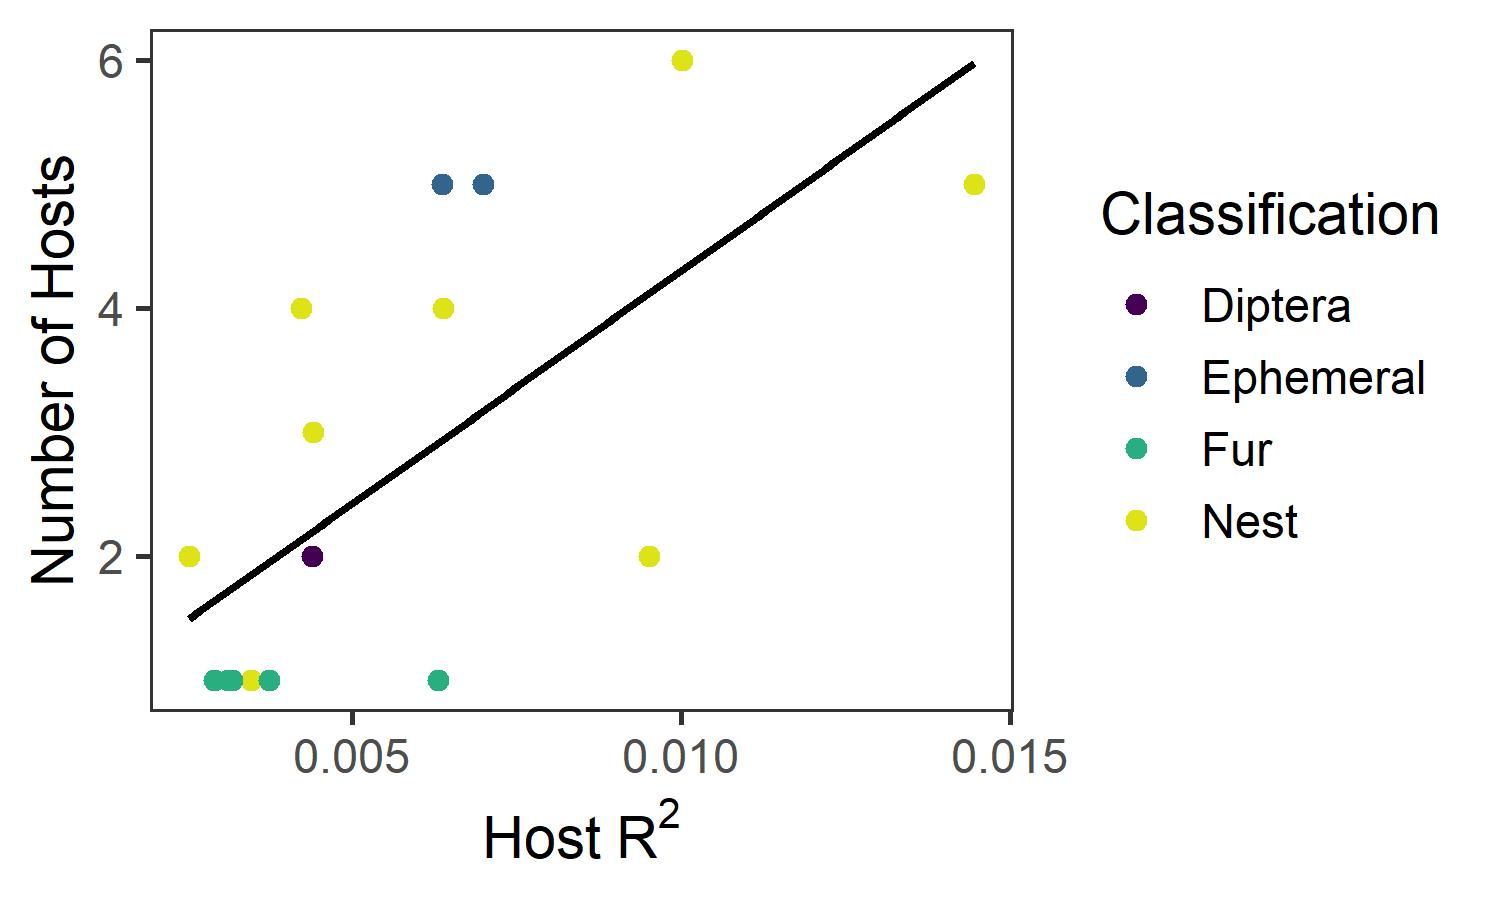 6
4
2
Number of Hosts
0.005 0.010 0.015
Host R²
Classification
Diptera
Ephemeral
Fur
Nest